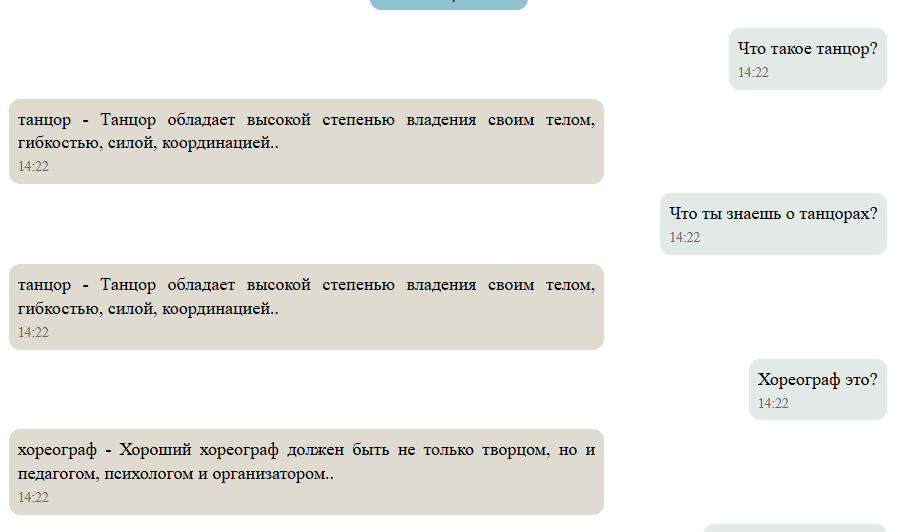 Что такое танцор?
14:22
танцор - Танцор обладает высокой степенью владения своим телом,
гибкостью, силой, координацией..
14:22
Что ты знаешь о танцорах?
14:22
танцор - Танцор обладает высокой степенью владения своим телом,
гибкостью, силой, координацией..
14:22
Хореограф это?
14:22
хореограф - Хороший хореограф должен быть не только творцом, но и
педагогом, психологом и организатором..
14:22